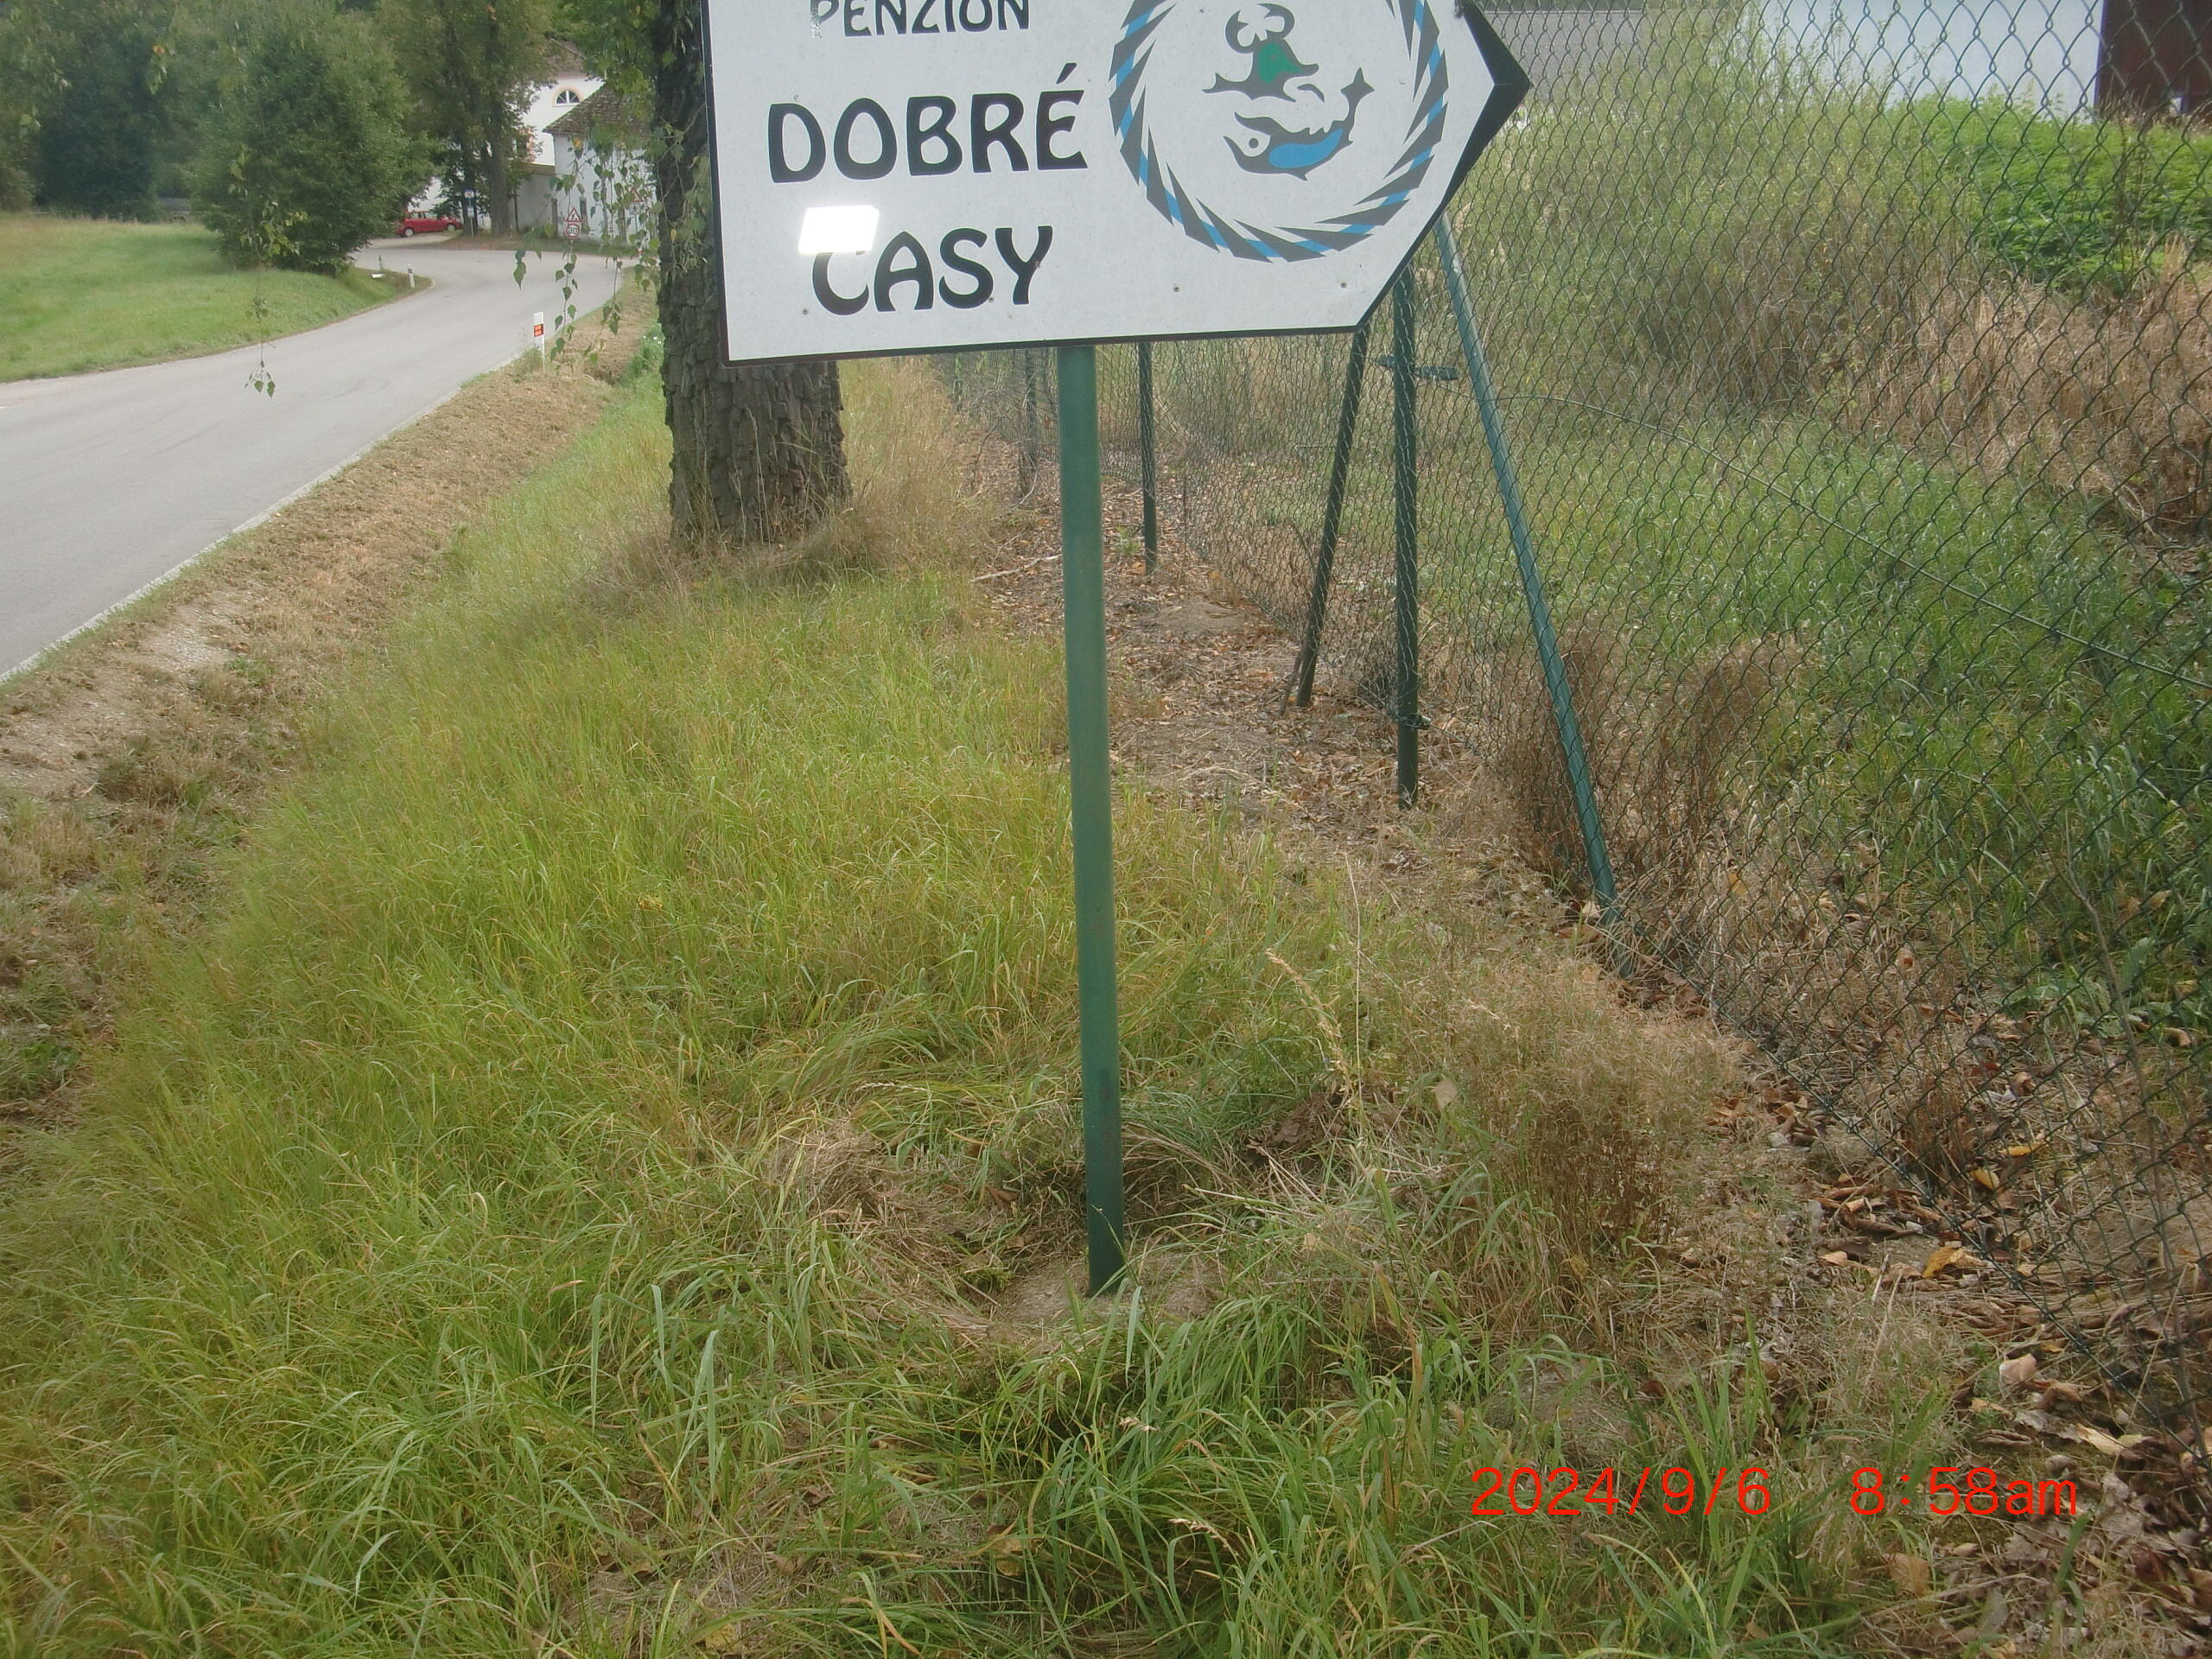 PENZION
DOBRÉ
CASY
2024/9/6 8:58am